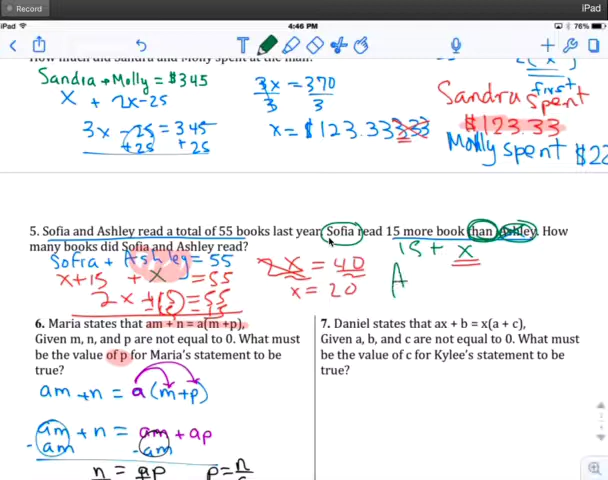 Record
iPad
iPad
4:46 PM
76%
How much did Sandra and Molly spent at the mall?
Sandra + Molly = $345
x + 2x-25
3x -25 = 345
+25 +25
3x = 370
3 3
x = $123.33333
first
Sandra spent
$123.33
Molly spent $22
5. Sofia and Ashley read a total of 55 books last year. Sofia read 15 more book than Ashley. How
many books did Sofia and Ashley read?
15 + x
Sofia + Ashley = 55
x+15 + x = 55
2x +15 = 55
2x = 40
x = 20
A
6. Maria states that am + n = a(m+p),
Given m, n, and p are not equal to 0. What must
be the value of p for Maria's statement to be
true?
am +n = a(m+p)
am + n = am + ap
-am -am
n = ap
p = n
7. Daniel states that ax + b = x(a + c),
Given a, b, and c are not equal to 0. What must
be the value of c for Kylee's statement to be
true?